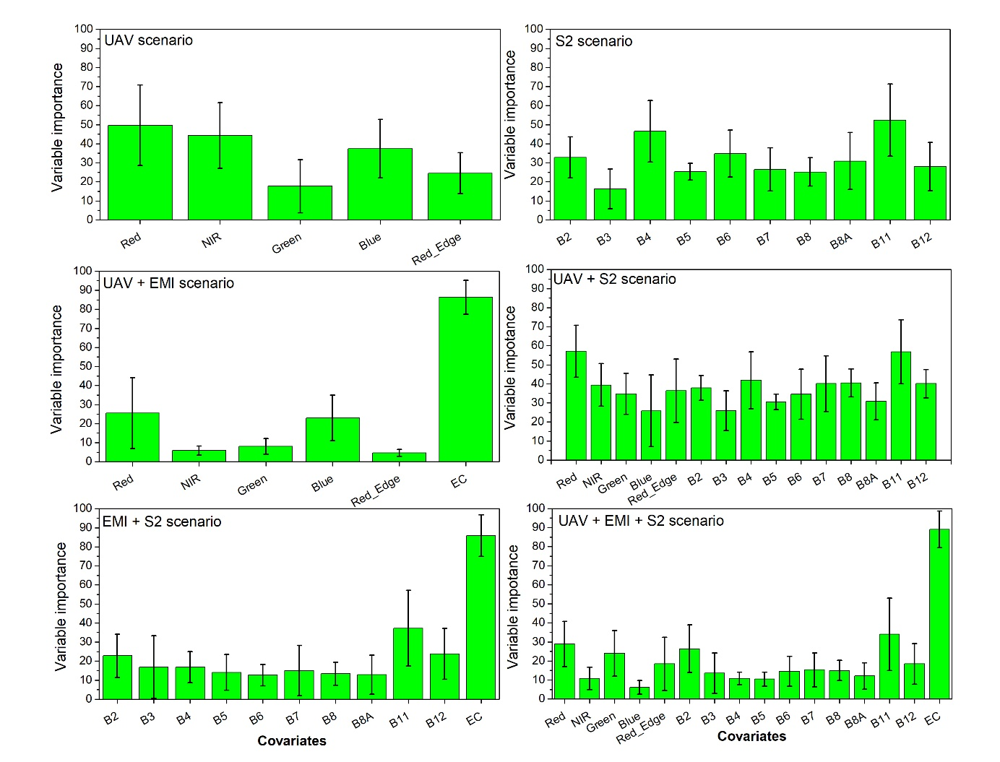 UAV scenario
Variable importance
100
90
80
70
60
50
40
30
20
10
0
Red
NIR
Green
Blue
Red_Edge
S2 scenario
Variable importance
100
90
80
70
60
50
40
30
20
10
0
B2
B3
B4
B5
B6
B7
B8
B8A
B11
B12
UAV + EMI scenario
Variable importance
100
90
80
70
60
50
40
30
20
10
0
Red
NIR
Green
Blue
Red_Edge
EC
UAV + S2 scenario
Variable impotance
100
90
80
70
60
50
40
30
20
10
0
Red
NIR
Green
Blue
Red_Edge
B2
B3
B4
B5
B6
B7
B8
B8A
B11
B12
EMI + S2 scenario
Variable importance
100
90
80
70
60
50
40
30
20
10
0
B2
B3
B4
B5
B6
B7
B8
B8A
B11
B12
EC
Covariates
UAV + EMI + S2 scenario
Variable impotance
100
90
80
70
60
50
40
30
20
10
0
Red
NIR
Green
Blue
Red_Edge
B2
B3
B4
B5
B6
B7
B8
B8A
B11
B12
EC
Covariates